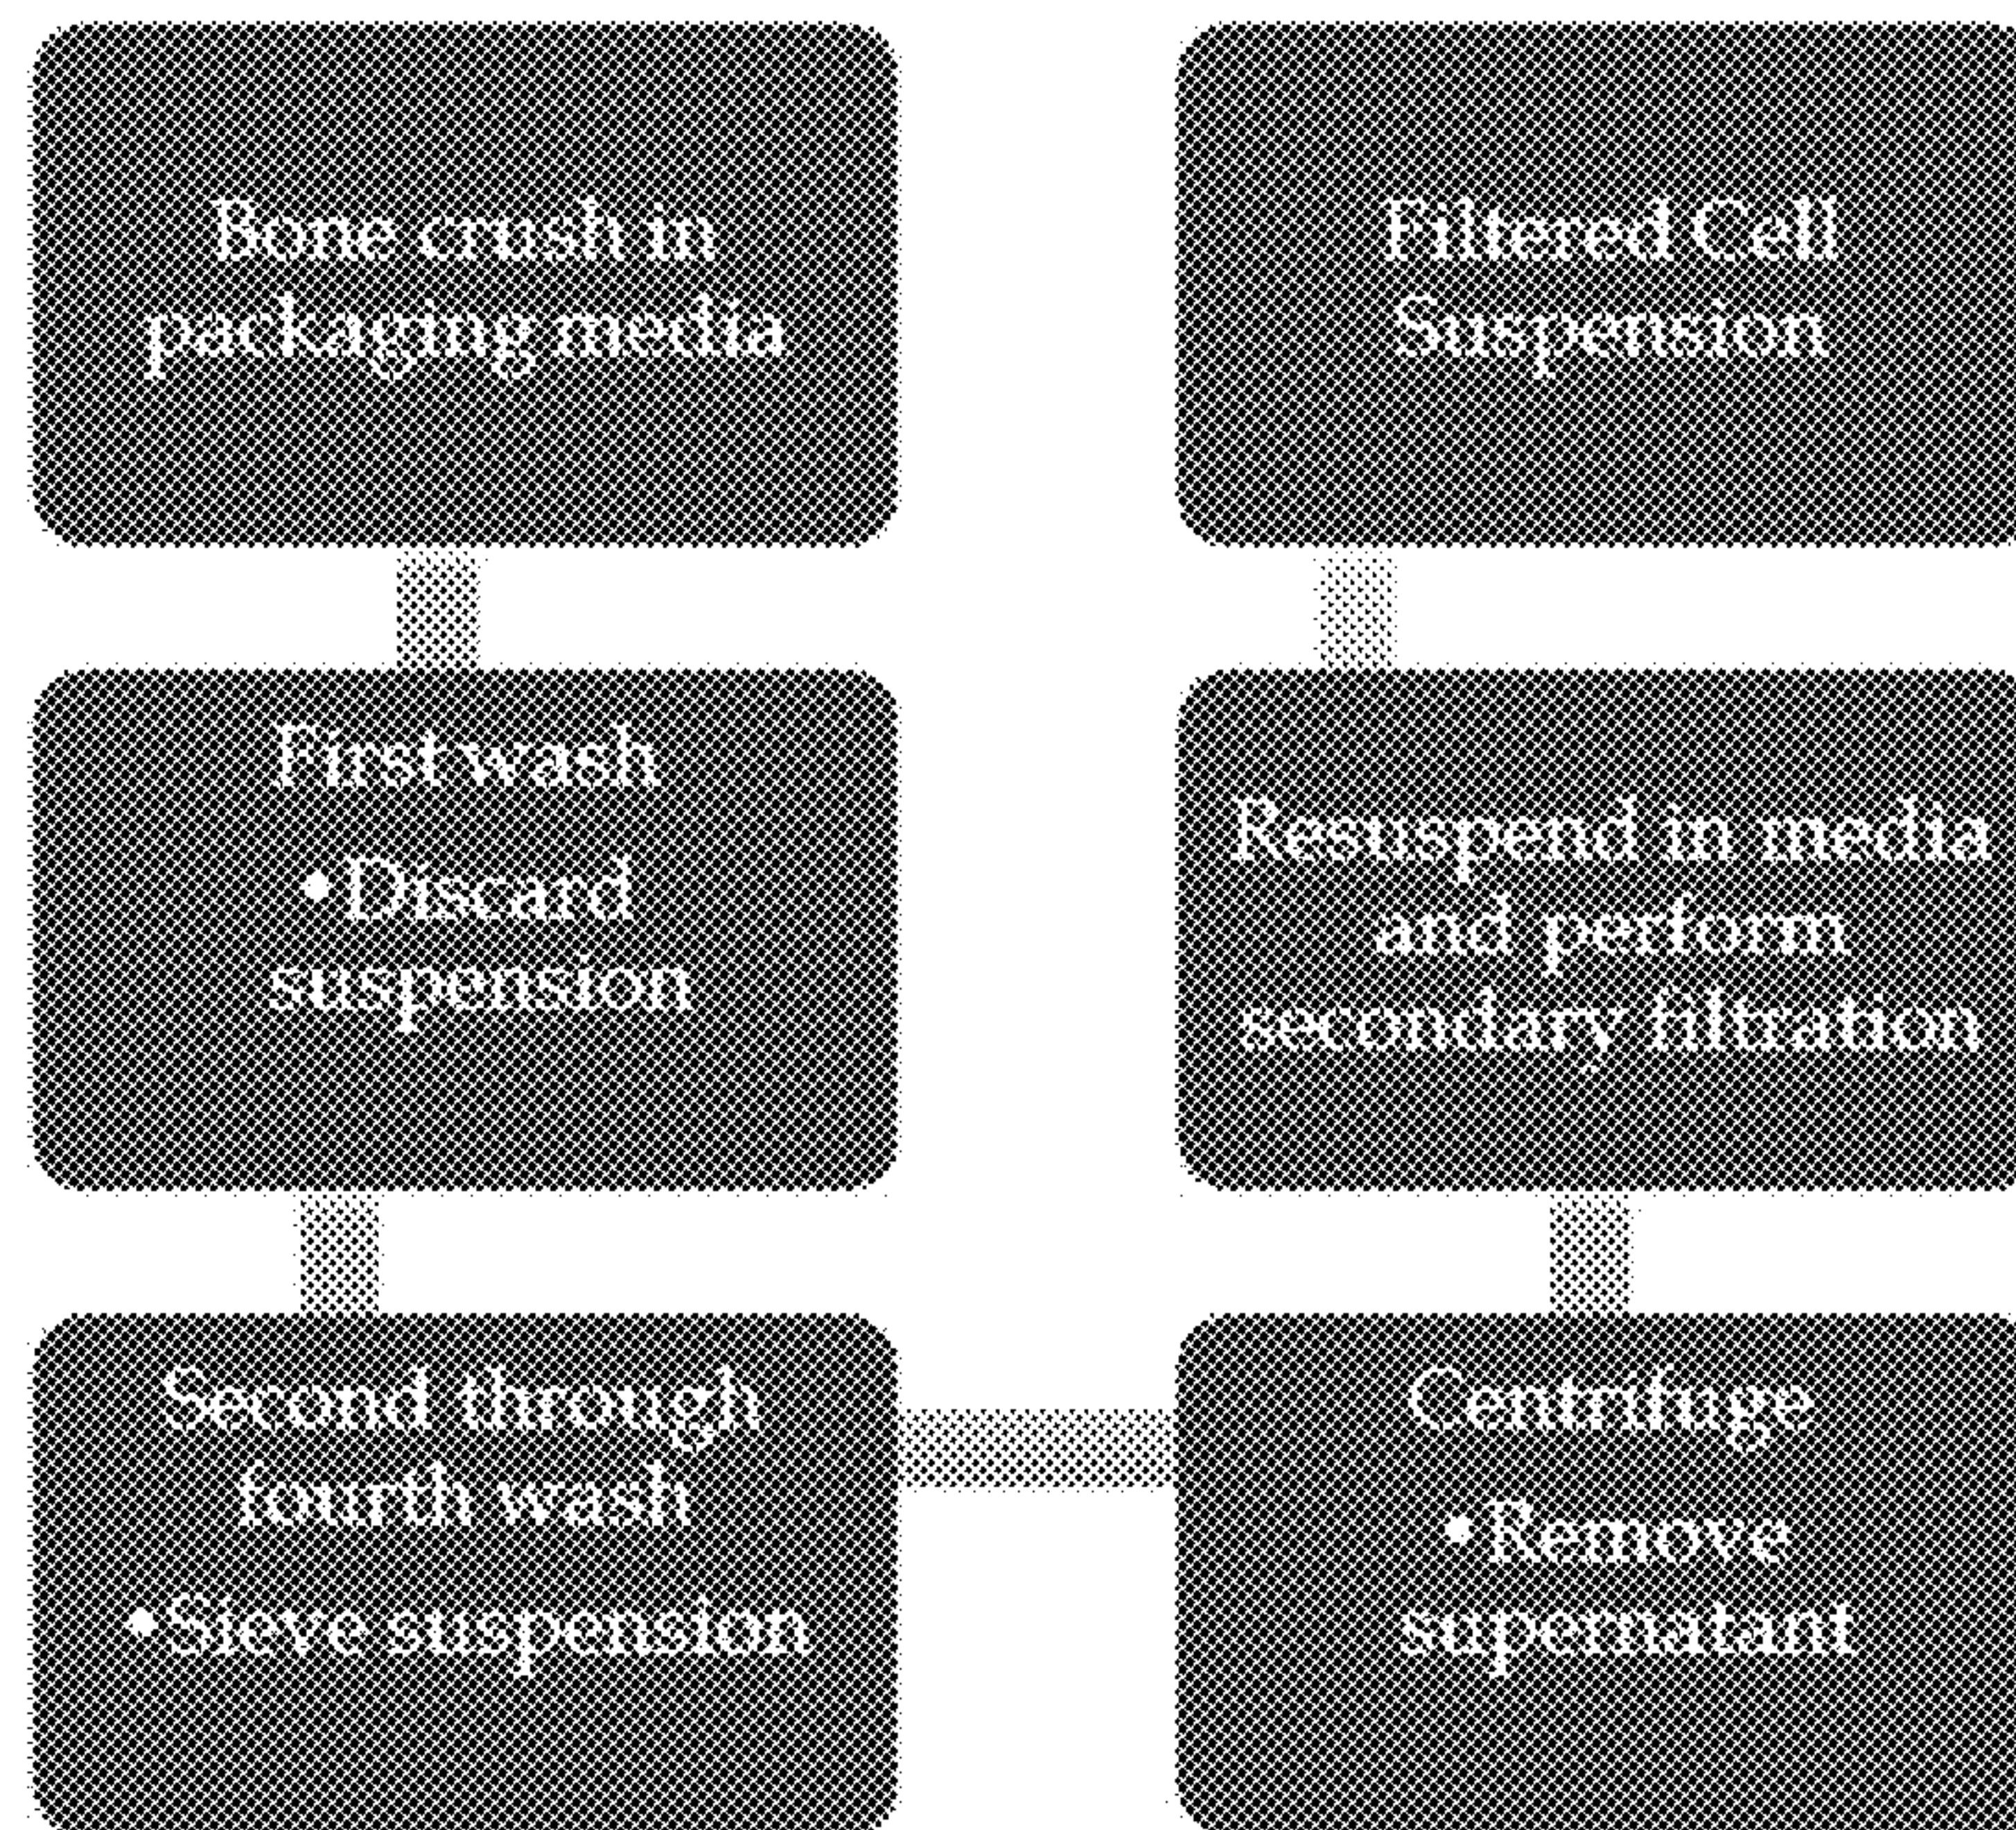 Bone crush in
packaging media
First wash
•Discard
suspension
Second through
fourth wash
•Sieve suspension
Filtered Cell
Suspension
Resuspend in media
and perform
secondary filtration
Centrifuge
•Remove
supernatant